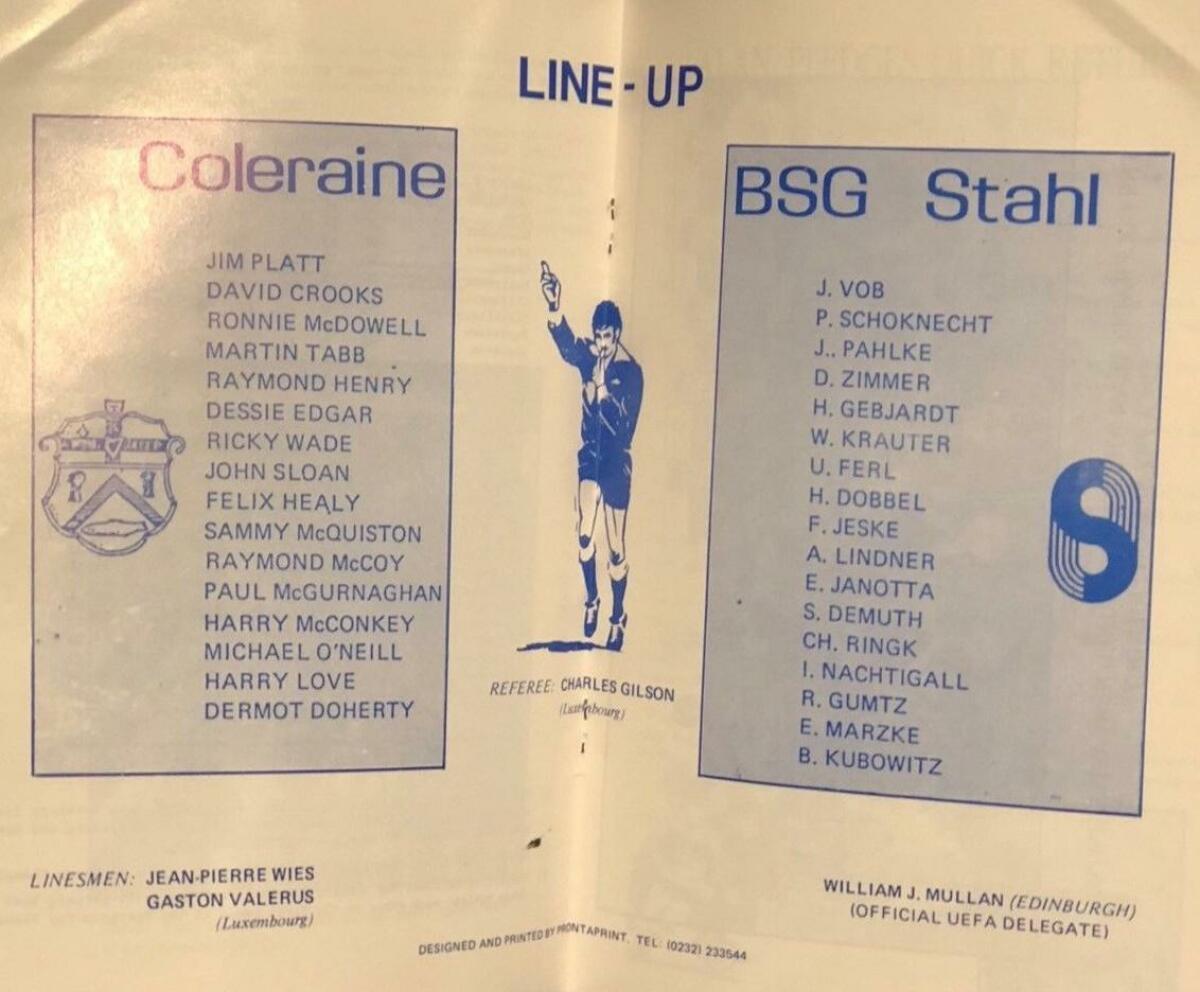 LINE-UP
Coleraine
JIM PLATT
DAVID CROOKS
RONNIE McDOWELL
MARTIN TABB
RAYMOND HENRY
DESSIE EDGAR
RICKY WADE
JOHN SLOAN
FELIX HEALY
SAMMY McQUISTON
RAYMOND McCOY
PAUL McGURNAGHAN
HARRY McCONKEY
MICHAEL O'NEILL
HARRY LOVE
DERMOT DOHERTY
REFEREE: CHARLES GILSON
(Luxembourg)
BSG Stahl
J. VOB
P. SCHOKNECHT
J.. PAHLKE
D. ZIMMER
H. GEBJARDT
W. KRAUTER
U. FERL
H. DOBBEL
F. JESKE
A. LINDNER
E. JANOTTA
S. DEMUTH
CH. RINGK
I. NACHTIGALL
R. GUMTZ
E. MARZKE
B. KUBOWITZ
S
LINESMEN: JEAN-PIERRE WIES
GASTON VALERUS
(Luxembourg)
WILLIAM J. MULLAN (EDINBURGH)
(OFFICIAL UEFA DELEGATE)
DESIGNED AND PRINTED BY PRONTAPRINT. TEL: (0232) 233544